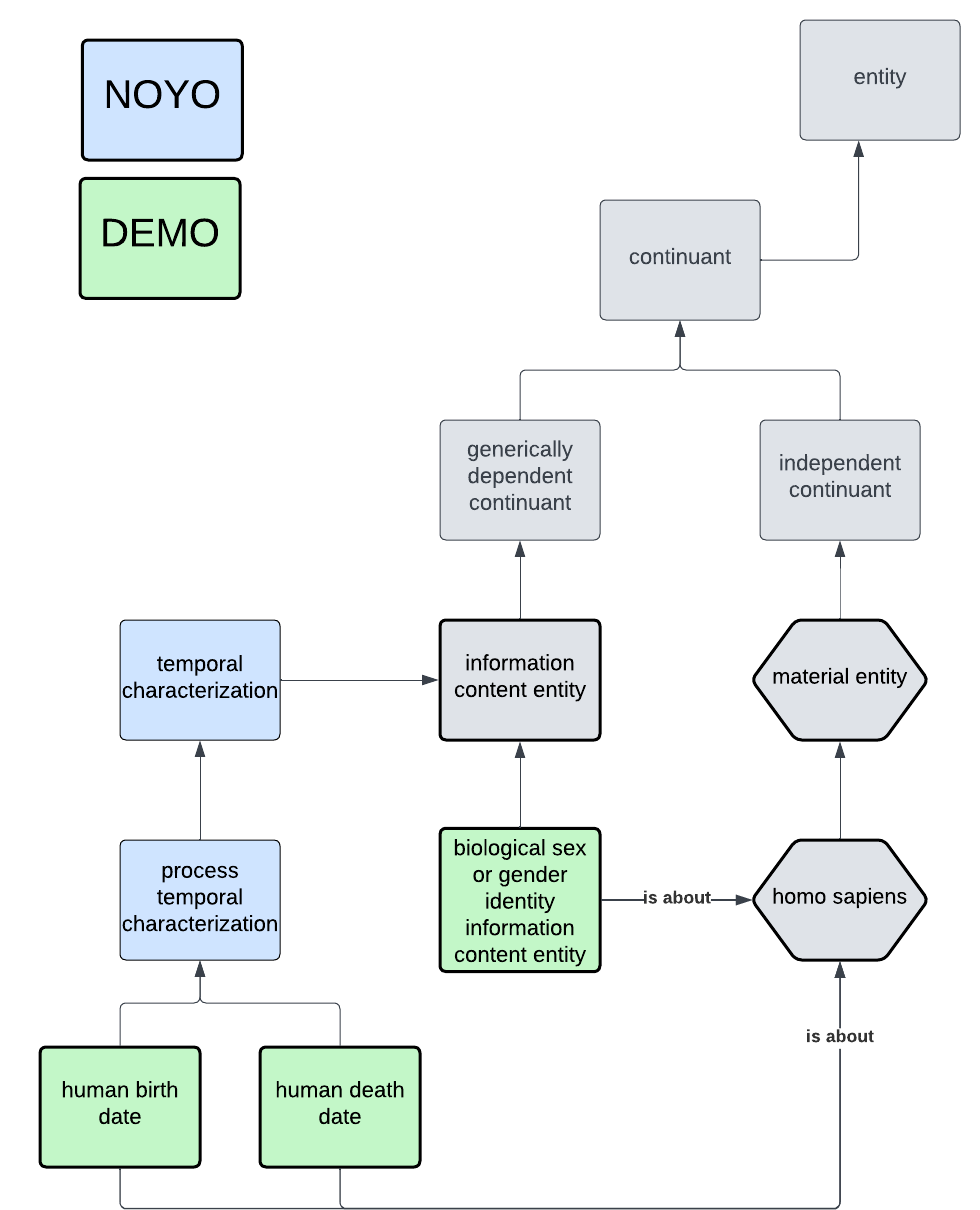 NOYO
DEMO
entity
continuant
generically
dependent
continuant
independent
continuant
temporal
characterization
information
content entity
material entity
process
temporal
characterization
biological sex
or gender
identity
information
content entity
is about
homo sapiens
is about
human birth
date
human death
date